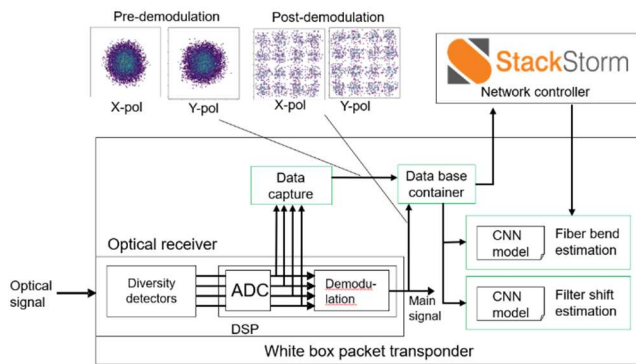 Pre-demodulation
Post-demodulation
X-pol
Y-pol
X-pol
Y-pol
StackStorm
Network controller
Data
capture
Data base
container
Optical receiver
CNN
model
Fiber bend
estimation
Optical
signal
Diversity
detectors
ADC
Demodu-
lation
Main
signal
CNN
model
Filter shift
estimation
DSP
White box packet transponder